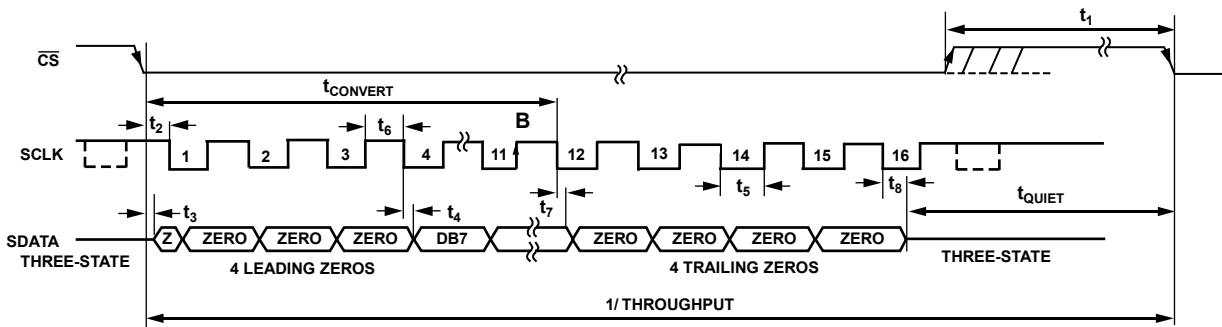 t1
CS
tCONVERT
B
t2
t6
SCLK
1 2 3 4 11 12 13 14 15 16
t5
t8
tQUIET
t3
t4
t7
SDATA
Z ZERO ZERO ZERO DB7 ZERO ZERO ZERO ZERO
THREE-STATE
4 LEADING ZEROS
4 TRAILING ZEROS
THREE-STATE
1/ THROUGHPUT